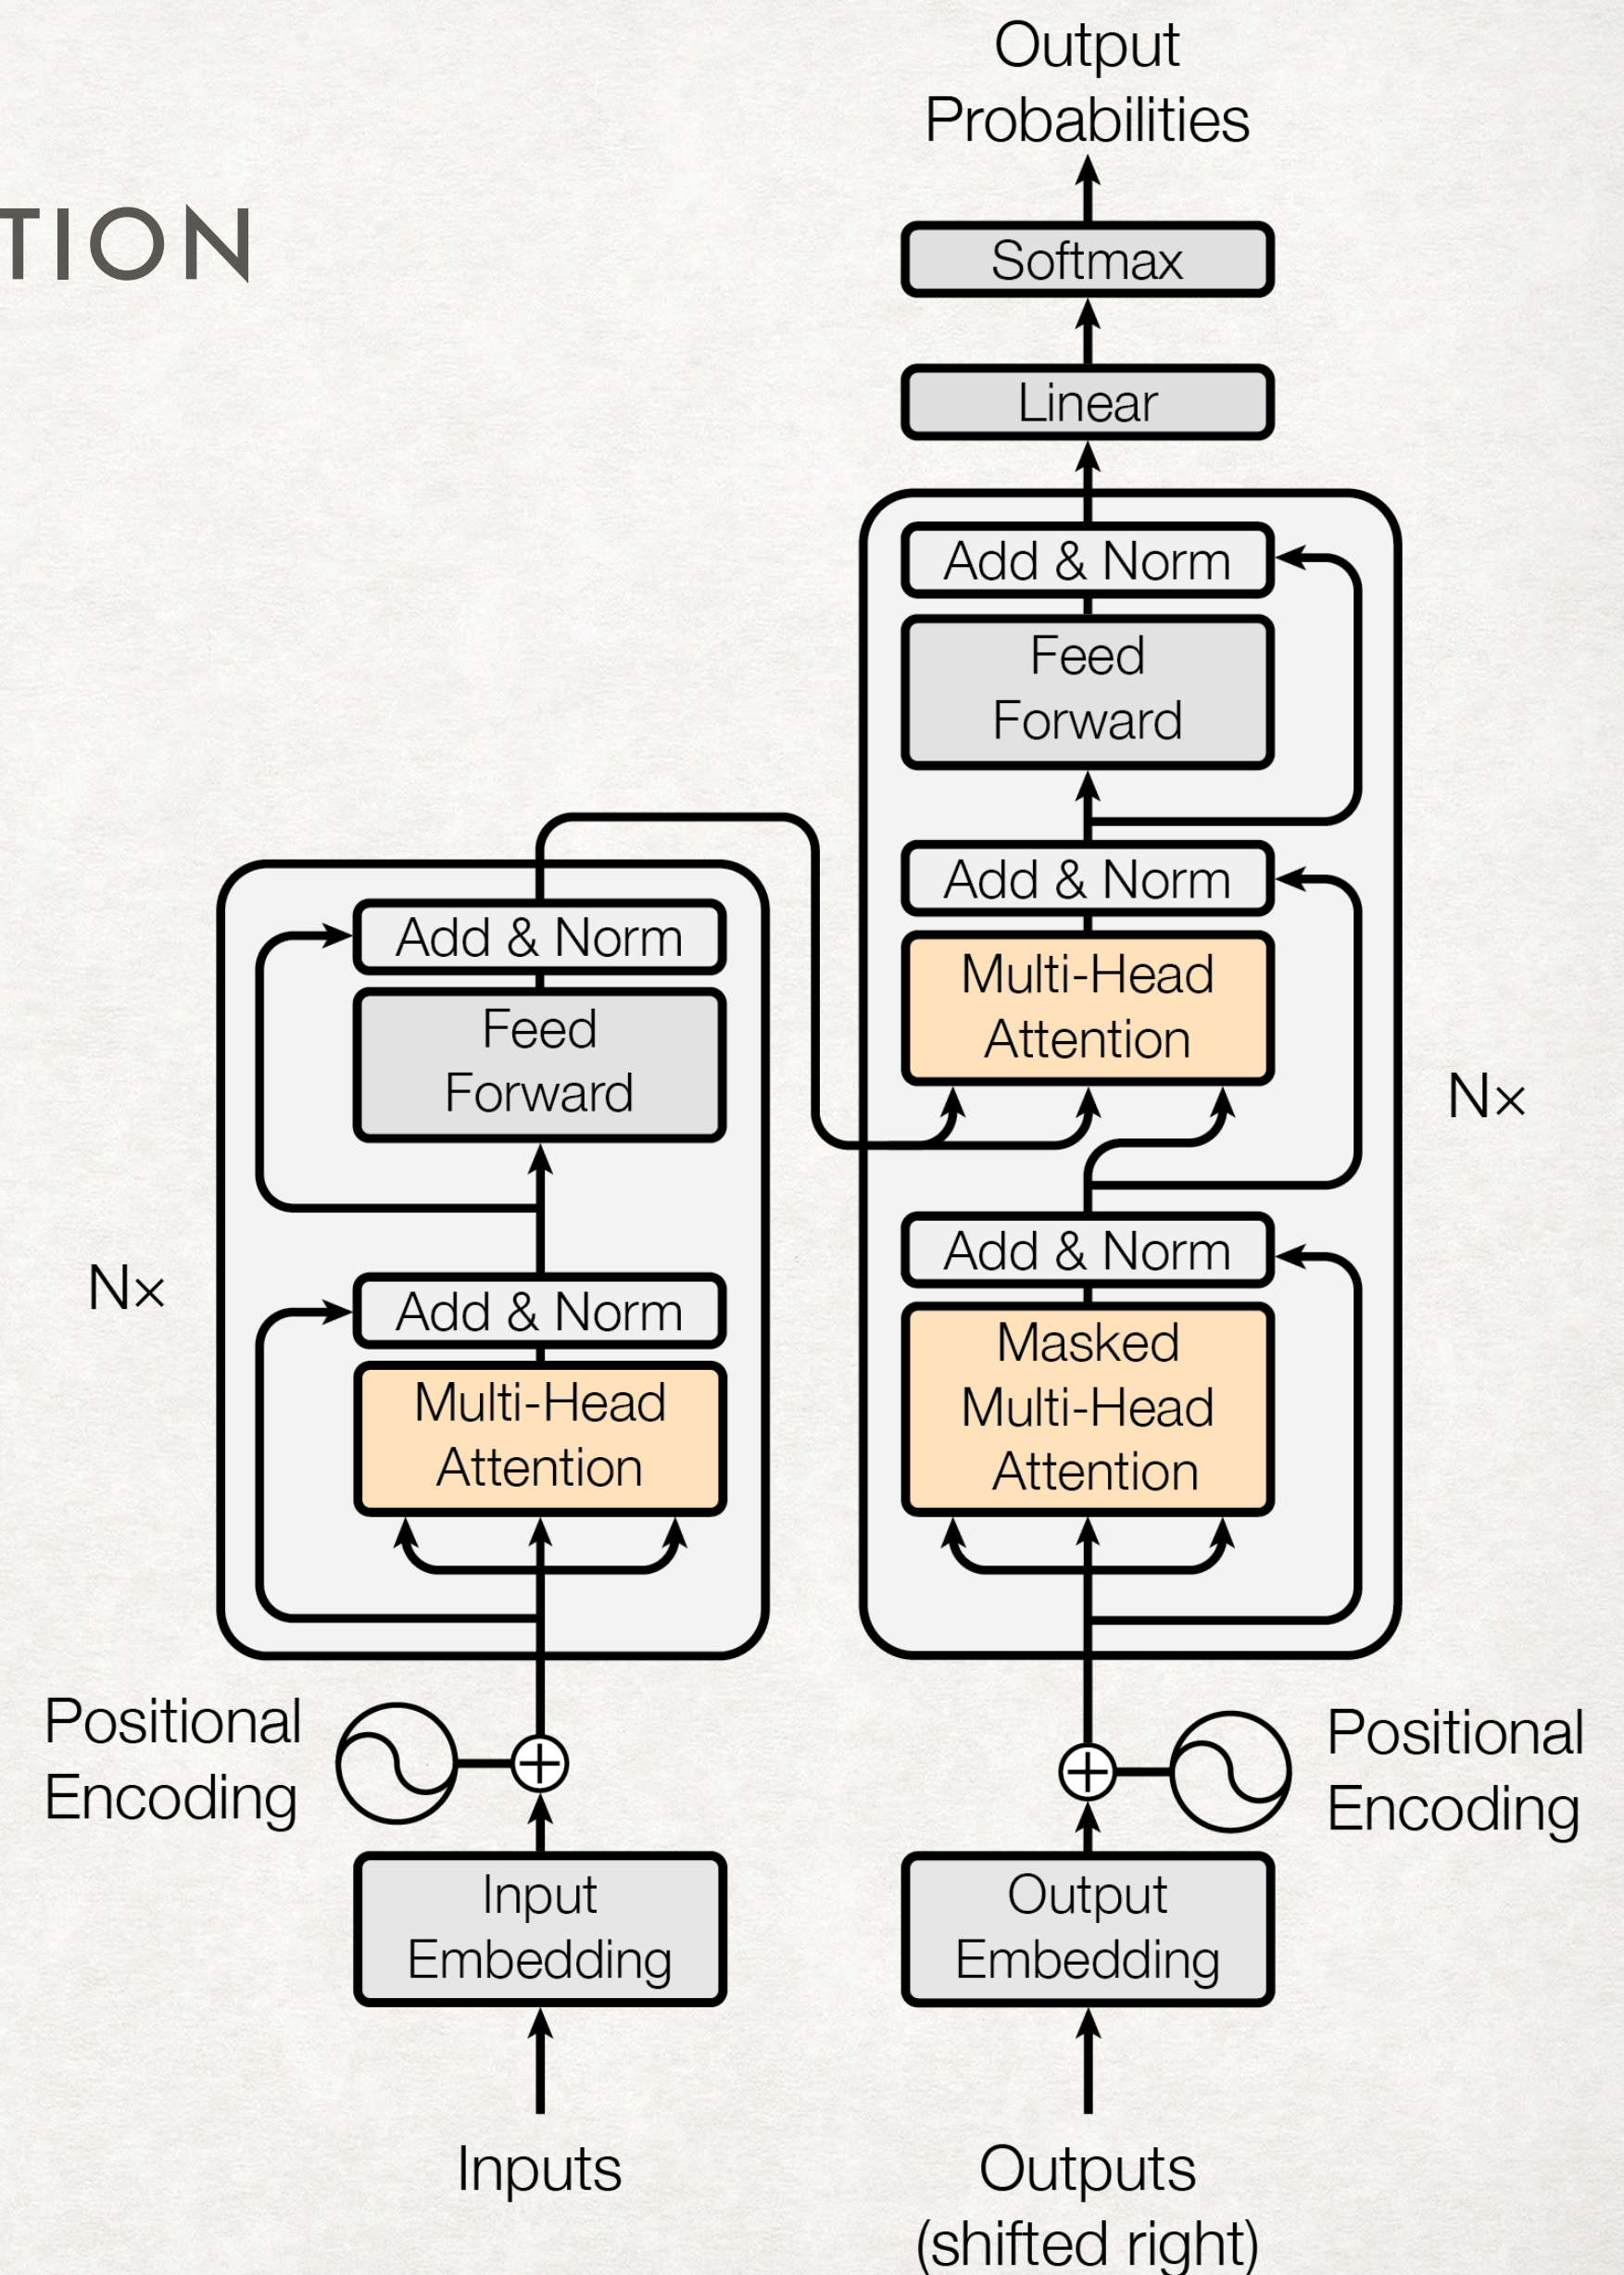 TION
Output
Probabilities
Softmax
Linear
Add & Norm
Feed
Forward
Add & Norm
Multi-Head
Attention
Nx
Add & Norm
Masked
Multi-Head
Attention
Add & Norm
Feed
Forward
Nx
Add & Norm
Multi-Head
Attention
Positional
Encoding
Positional
Encoding
Input
Embedding
Output
Embedding
Inputs
Outputs
(shifted right)